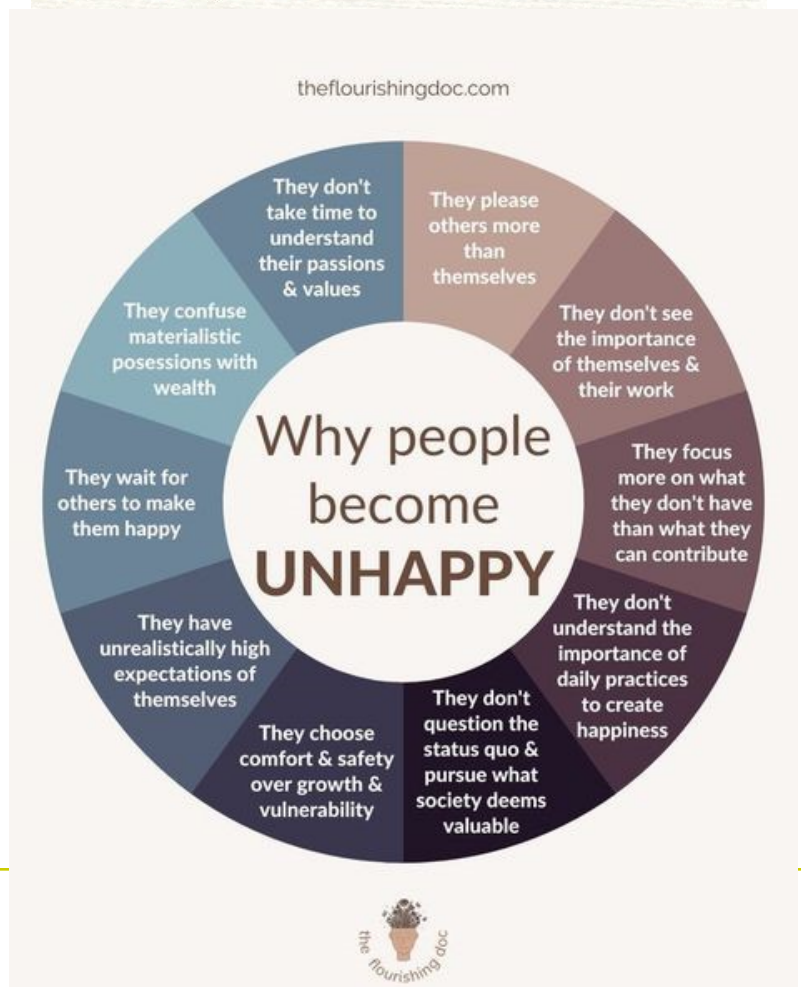 theflourishingdoc.com
They please
others more
than
themselves
They don't see
the importance
of themselves &
their work
They focus
more on what
they don't have
than what they
can contribute
They don't
understand the
importance of
daily practices
to create
happiness
They don't
question the
status quo &
pursue what
society deems
valuable
They choose
comfort & safety
over growth &
vulnerability
They have
unrealistically high
expectations of
themselves
They wait for
others to make
them happy
They confuse
materialistic
posessions with
wealth
They don't
take time to
understand
their passions
& values
Why people
become
UNHAPPY
the flourishing doc